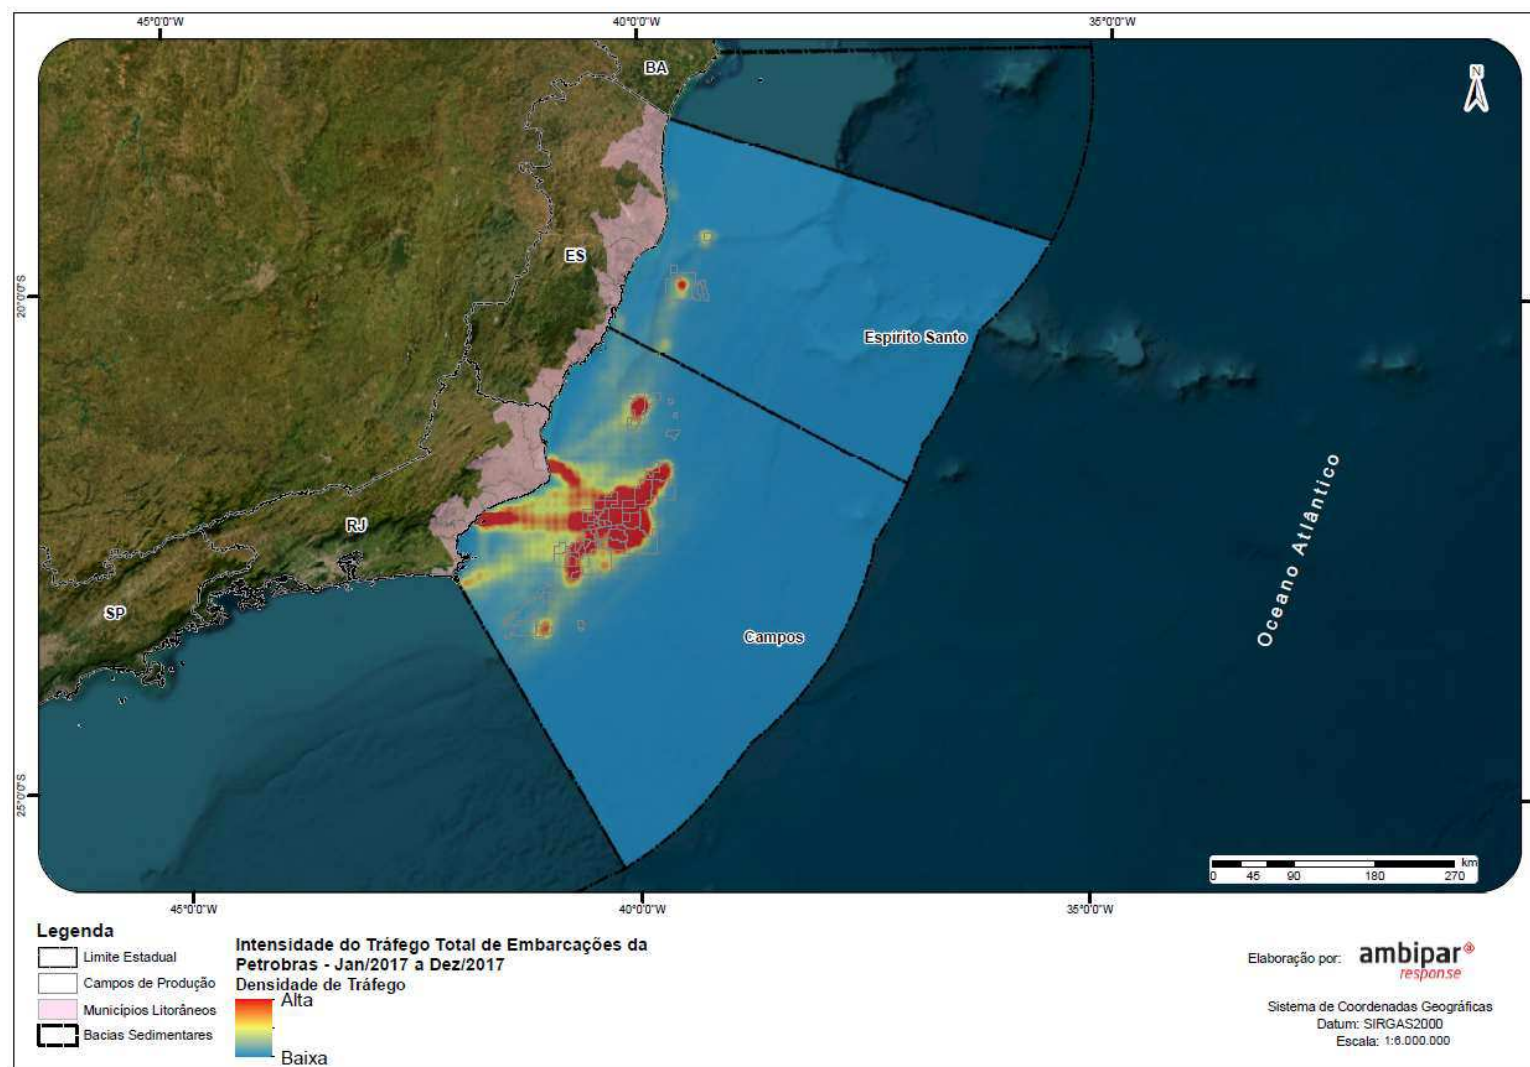 45°0'0"W
40°0'0"W
35°0'0"W
BA
N
ES
20°0'0"S
Espírito Santo
Oceano Atlântico
RJ
SP
Campos
25°0'0"S
km
0 45 90 180 270
45°0'0"W
40°0'0"W
35°0'0"W
Legenda
Limite Estadual
Campos de Produção
Municípios Litorâneos
Bacias Sedimentares
Intensidade do Tráfego Total de Embarcações da
Petrobras - Jan/2017 a Dez/2017
Densidade de Tráfego
Alta
Baixa
Elaboração por:
ambipar
response
Sistema de Coordenadas Geográficas
Datum: SIRGAS2000
Escala: 1:6.000.000